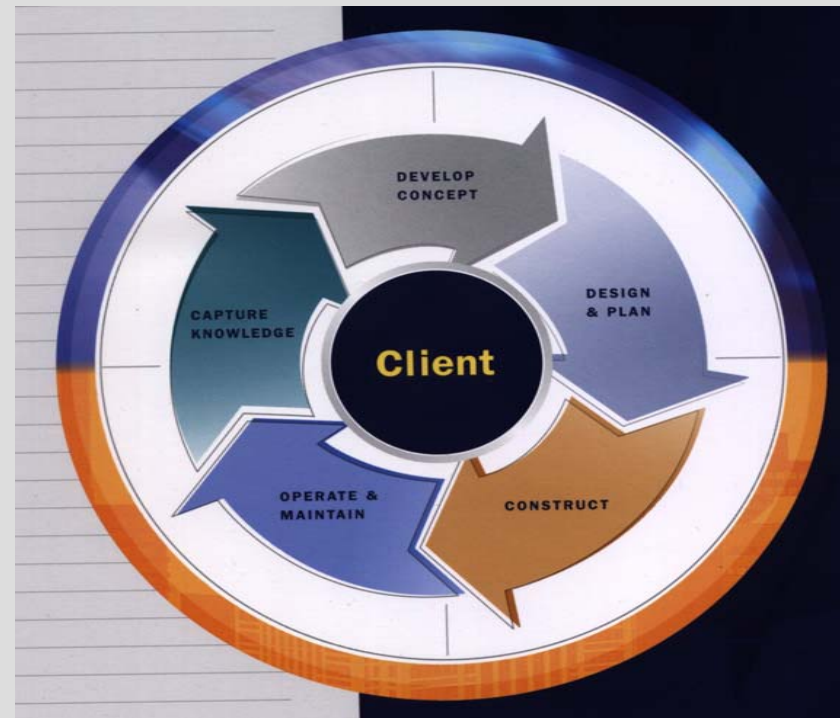 DEVELOP
CONCEPT
DESIGN
& PLAN
CONSTRUCT
OPERATE &
MAINTAIN
CAPTURE
KNOWLEDGE
Client